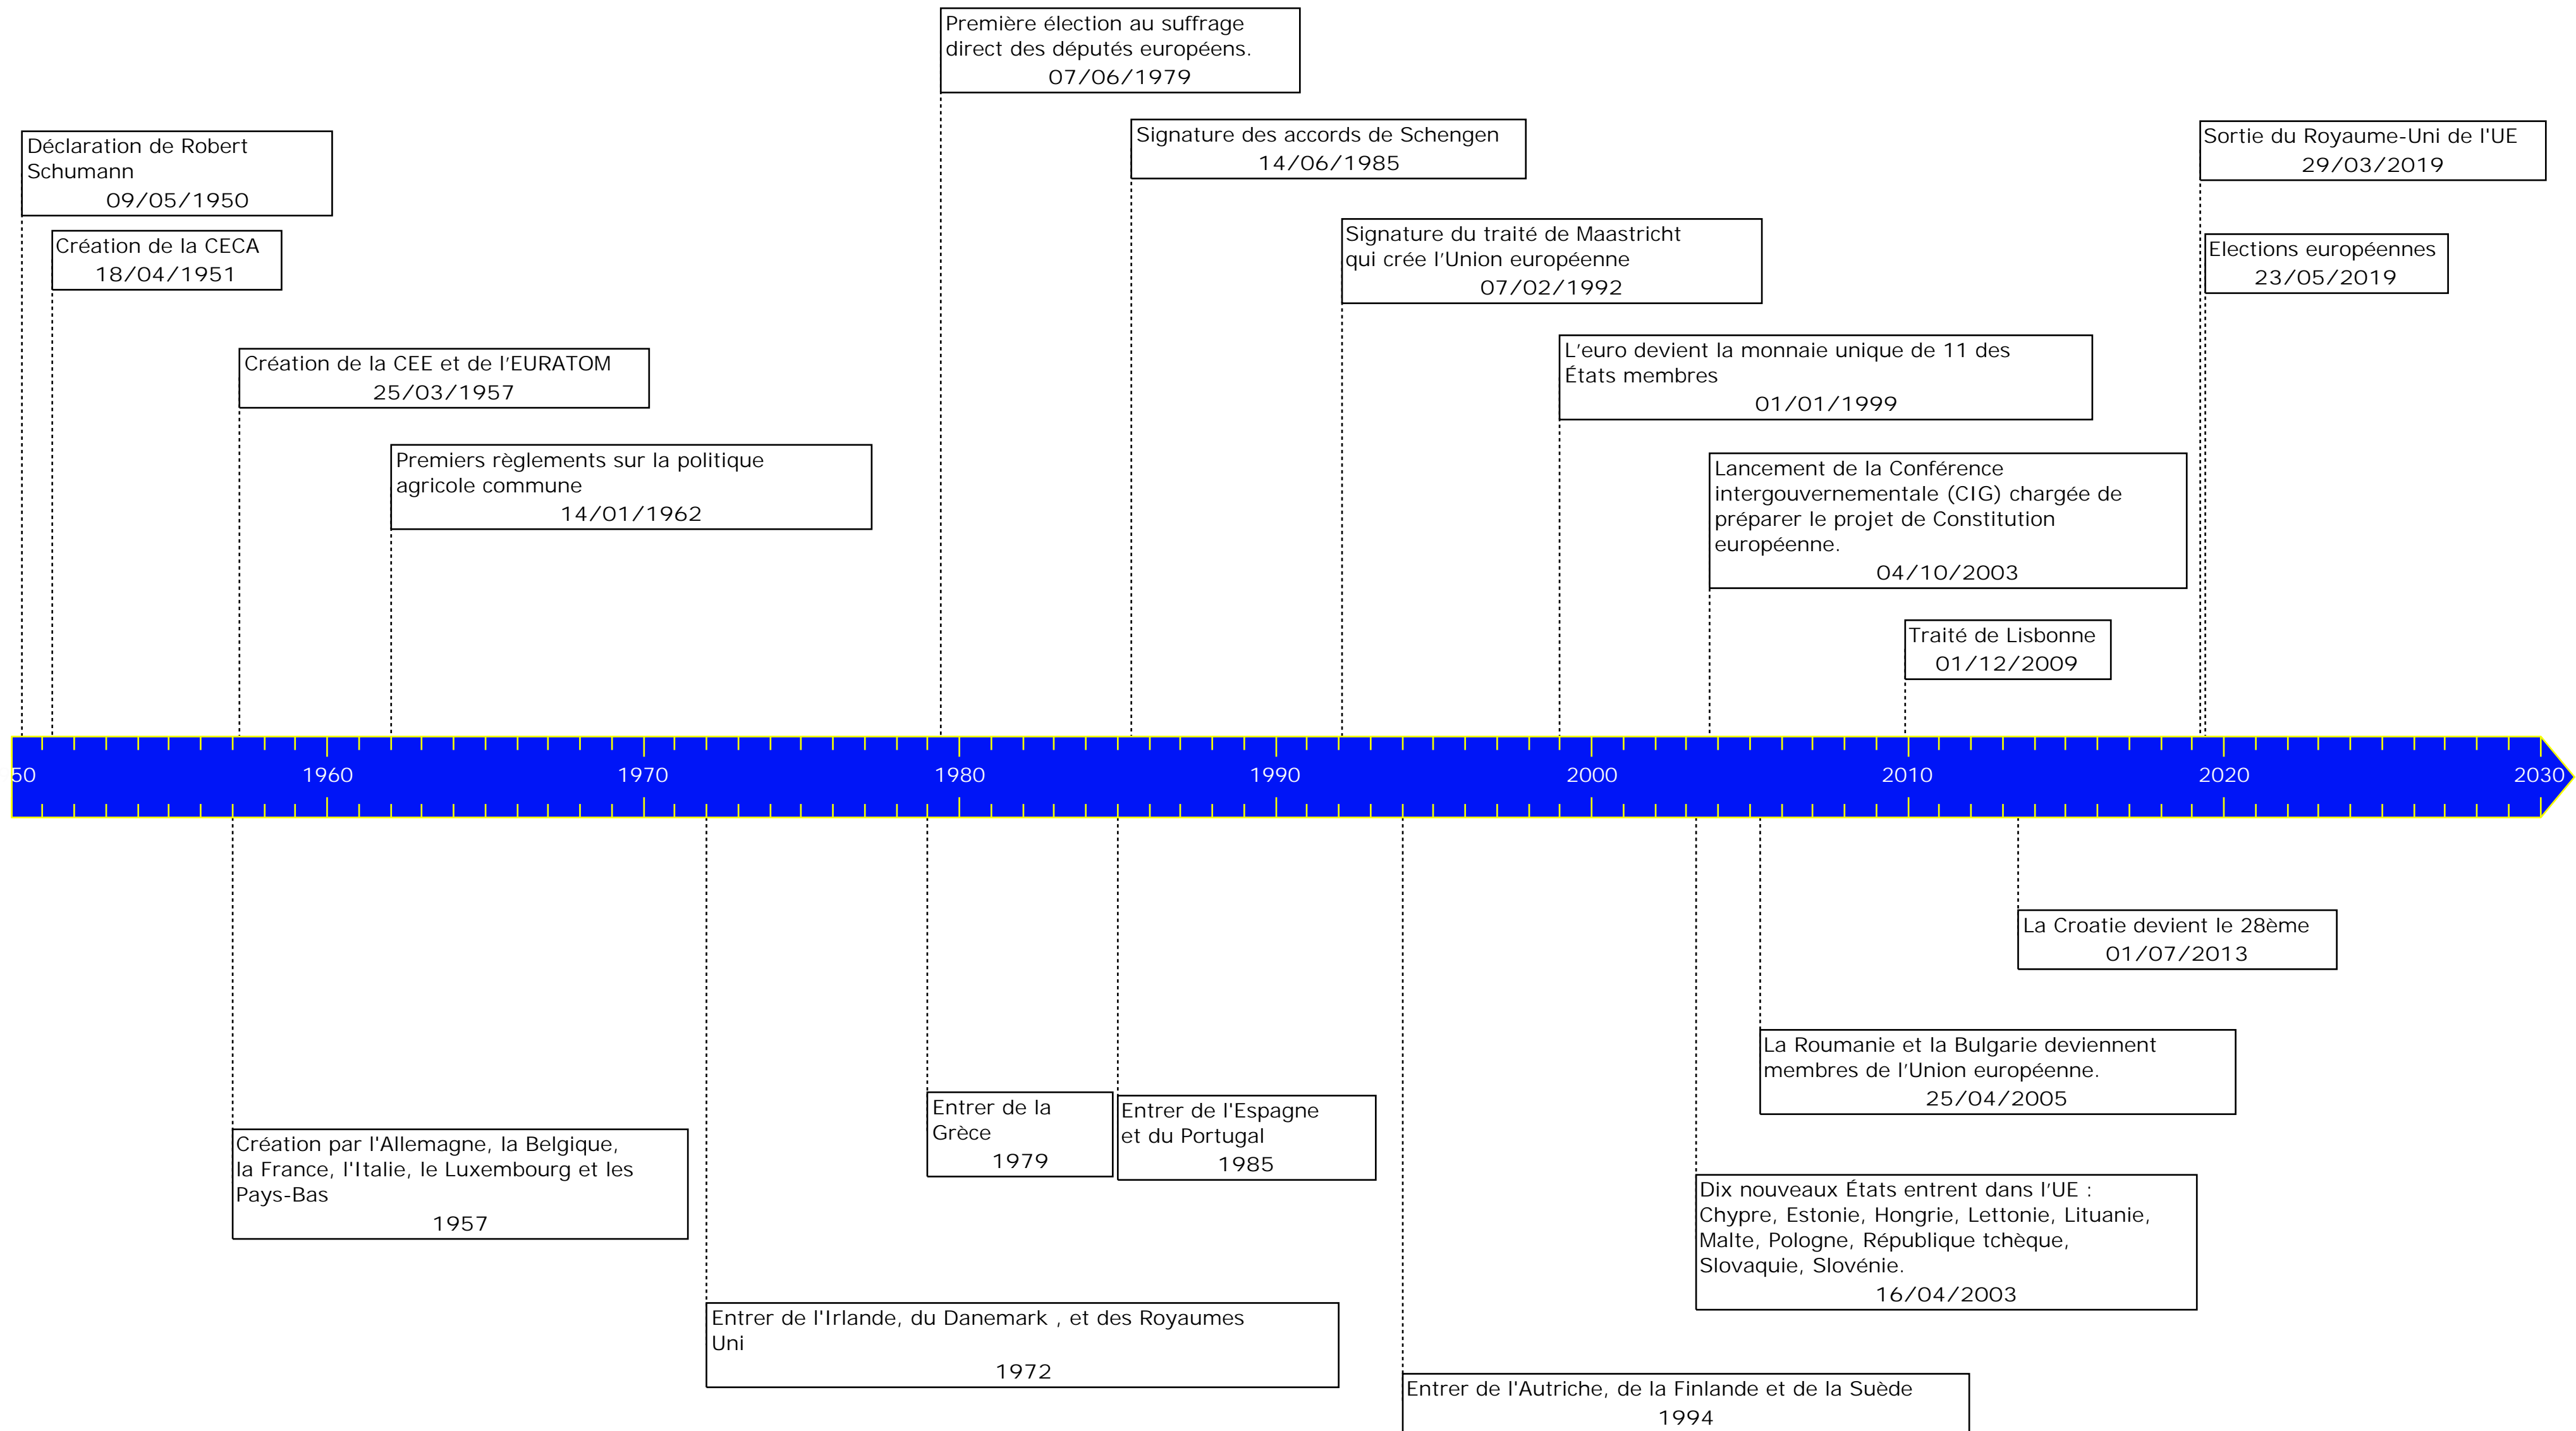 Première élection au suffrage
direct des députés européens.
07/06/1979
Signature des accords de Schengen
14/06/1985
Sortie du Royaume-Uni de l'UE
29/03/2019
Déclaration de Robert
Schumann
09/05/1950
Création de la CECA
18/04/1951
Signature du traité de Maastricht
qui crée l’Union européenne
07/02/1992
Elections européennes
23/05/2019
Création de la CEE et de l’EURATOM
25/03/1957
L’euro devient la monnaie unique de 11 des
États membres
01/01/1999
Premiers règlements sur la politique
agricole commune
14/01/1962
Lancement de la Conférence
intergouvernementale (CIG) chargée de
préparer le projet de Constitution
européenne.
04/10/2003
Traité de Lisbonne
01/12/2009
50 1960 1970 1980 1990 2000 2010 2020 2030
La Croatie devient le 28ème
01/07/2013
La Roumanie et la Bulgarie deviennent
membres de l’Union européenne.
25/04/2005
Entrer de la
Grèce
1979
Entrer de l'Espagne
et du Portugal
1985
Création par l'Allemagne, la Belgique,
la France, l'Italie, le Luxembourg et les
Pays-Bas
1957
Dix nouveaux États entrent dans l’UE :
Chypre, Estonie, Hongrie, Lettonie, Lituanie,
Malte, Pologne, République tchèque,
Slovaquie, Slovénie.
16/04/2003
Entrer de l'Irlande, du Danemark , et des Royaumes
Uni
1972
Entrer de l'Autriche, de la Finlande et de la Suède
1994